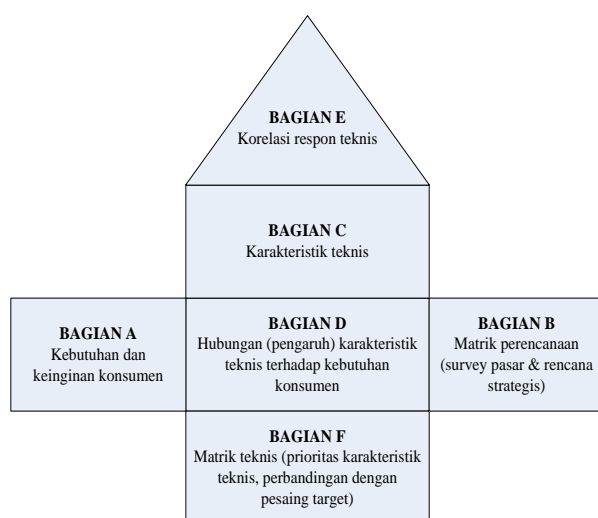 BAGIAN E
Korelasi respon teknis
BAGIAN C
Karakteristik teknis
BAGIAN A
Kebutuhan dan
keinginan konsumen
BAGIAN D
Hubungan (pengaruh) karakteristik
teknis terhadap kebutuhan
konsumen
BAGIAN B
Matrik perencanaan
(survey pasar & rencana
strategis)
BAGIAN F
Matrik teknis (prioritas karakteristik
teknis, perbandingan dengan
pesaing target)